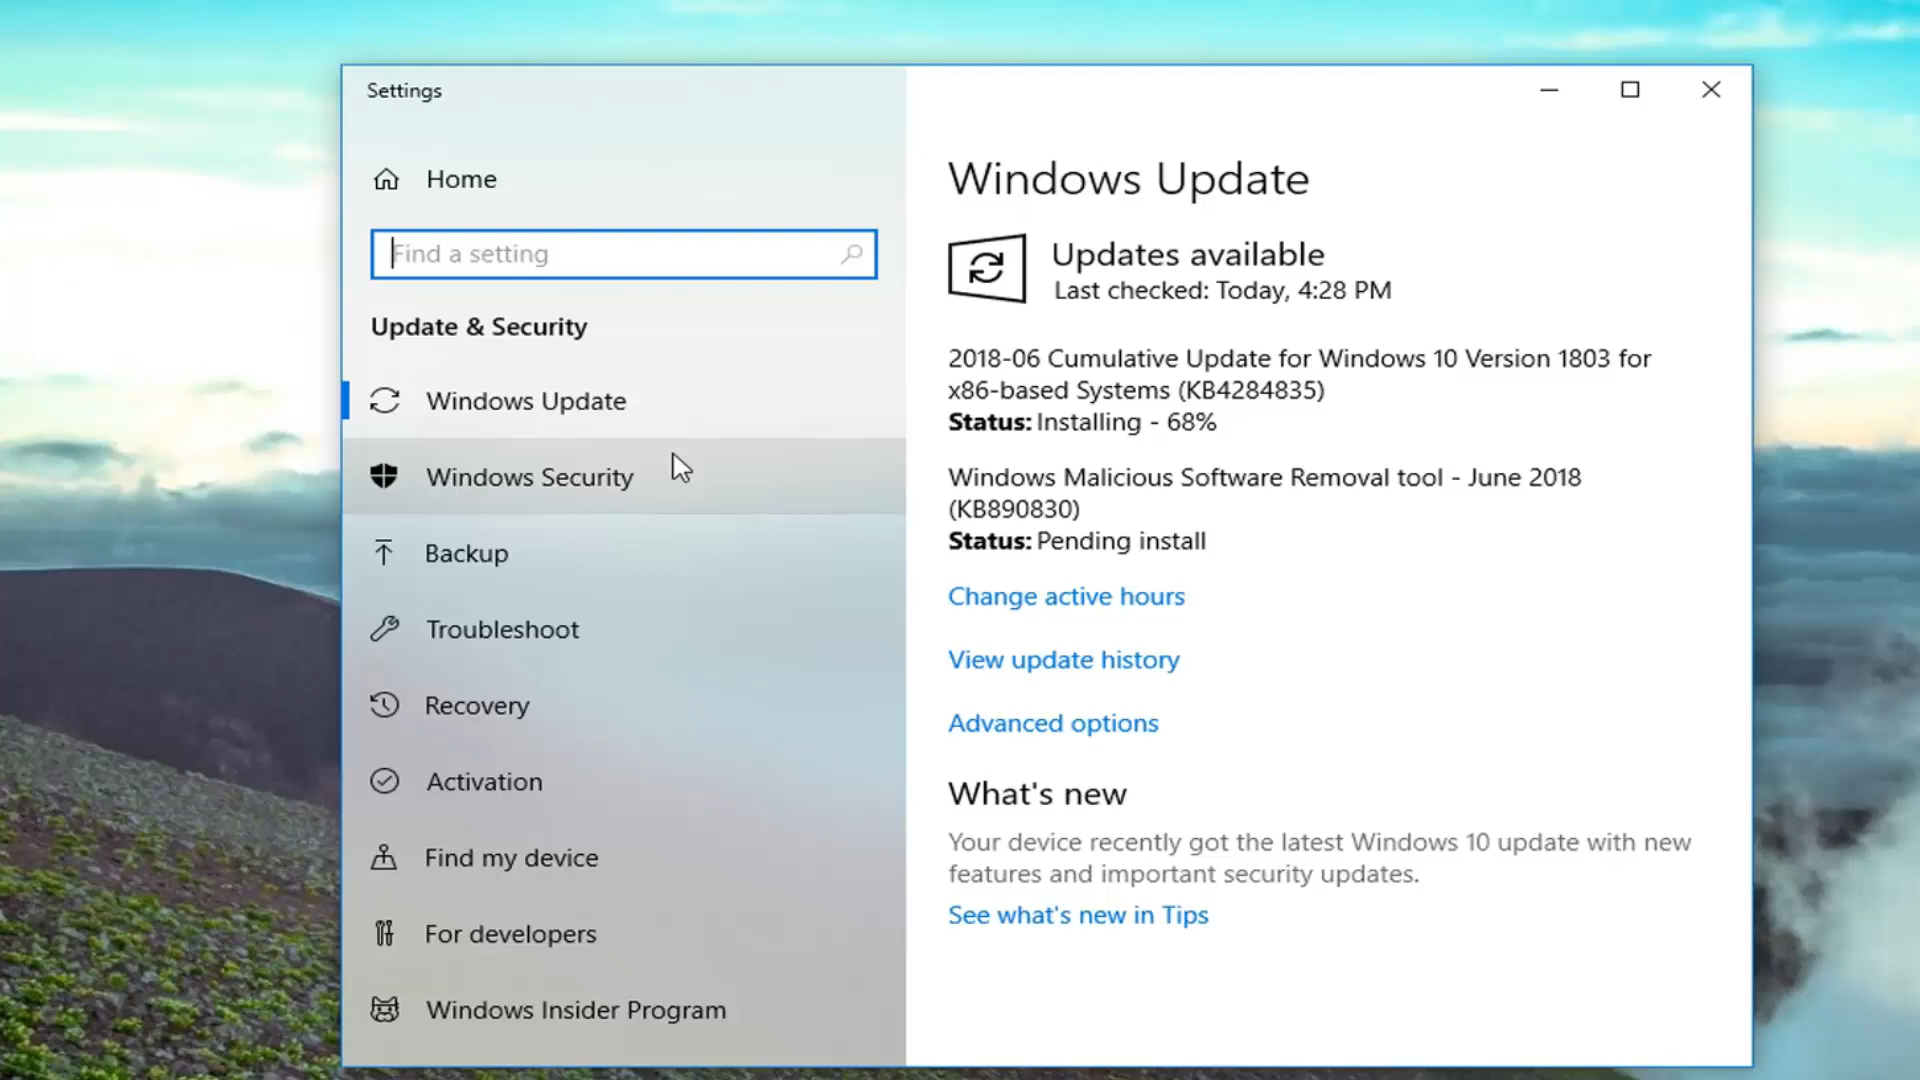 Settings
Home
Find a setting
Update & Security
Windows Update
Windows Security
Backup
Troubleshoot
Recovery
Activation
Find my device
For developers
Windows Insider Program
Windows Update
Updates available
Last checked: Today, 4:28 PM
2018-06 Cumulative Update for Windows 10 Version 1803 for
x86-based Systems (KB4284835)
Status: Installing - 68%
Windows Malicious Software Removal tool - June 2018
(KB890830)
Status: Pending install
Change active hours
View update history
Advanced options
What's new
Your device recently got the latest Windows 10 update with new
features and important security updates.
See what's new in Tips